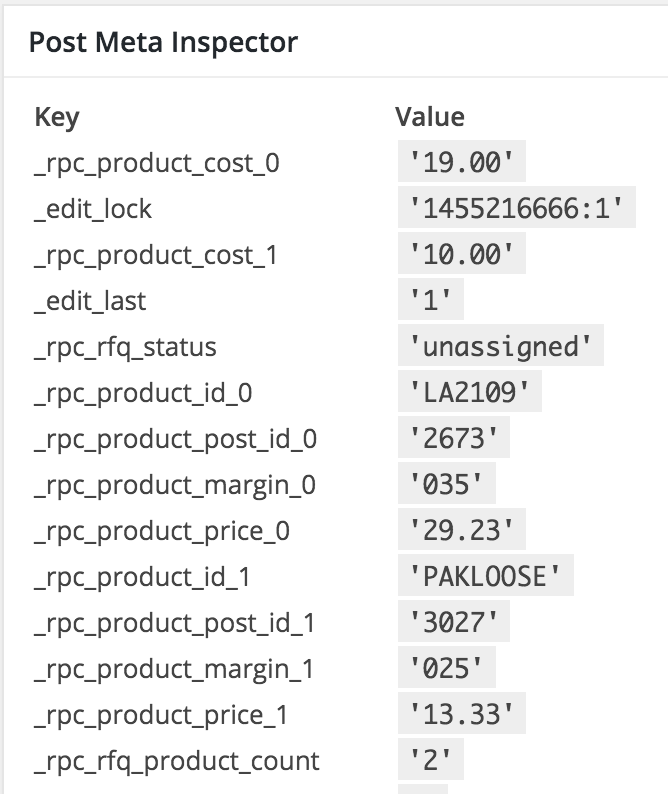 Post Meta Inspector
Key Value
_rpc_product_cost_0 '19.00'
_edit_lock '1455216666:1'
_rpc_product_cost_1 '10.00'
_edit_last '1'
_rpc_rfq_status 'unassigned'
_rpc_product_id_0 'LA2109'
_rpc_product_post_id_0 '2673'
_rpc_product_margin_0 '035'
_rpc_product_price_0 '29.23'
_rpc_product_id_1 'PAKLOOSE'
_rpc_product_post_id_1 '3027'
_rpc_product_margin_1 '025'
_rpc_product_price_1 '13.33'
_rpc_rfq_product_count '2'